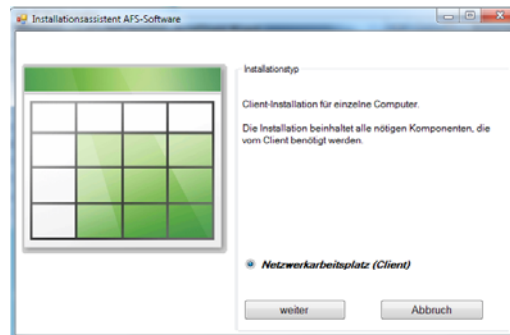 Installationsassistent AFS-Software
Installationstyp
Client-Installation für einzelne Computer.
Die Installation beinhaltet alle nötigen Komponenten, die
vom Client benötigt werden.
Netzwerkarbeitsplatz (Client)
weiter
Abbruch